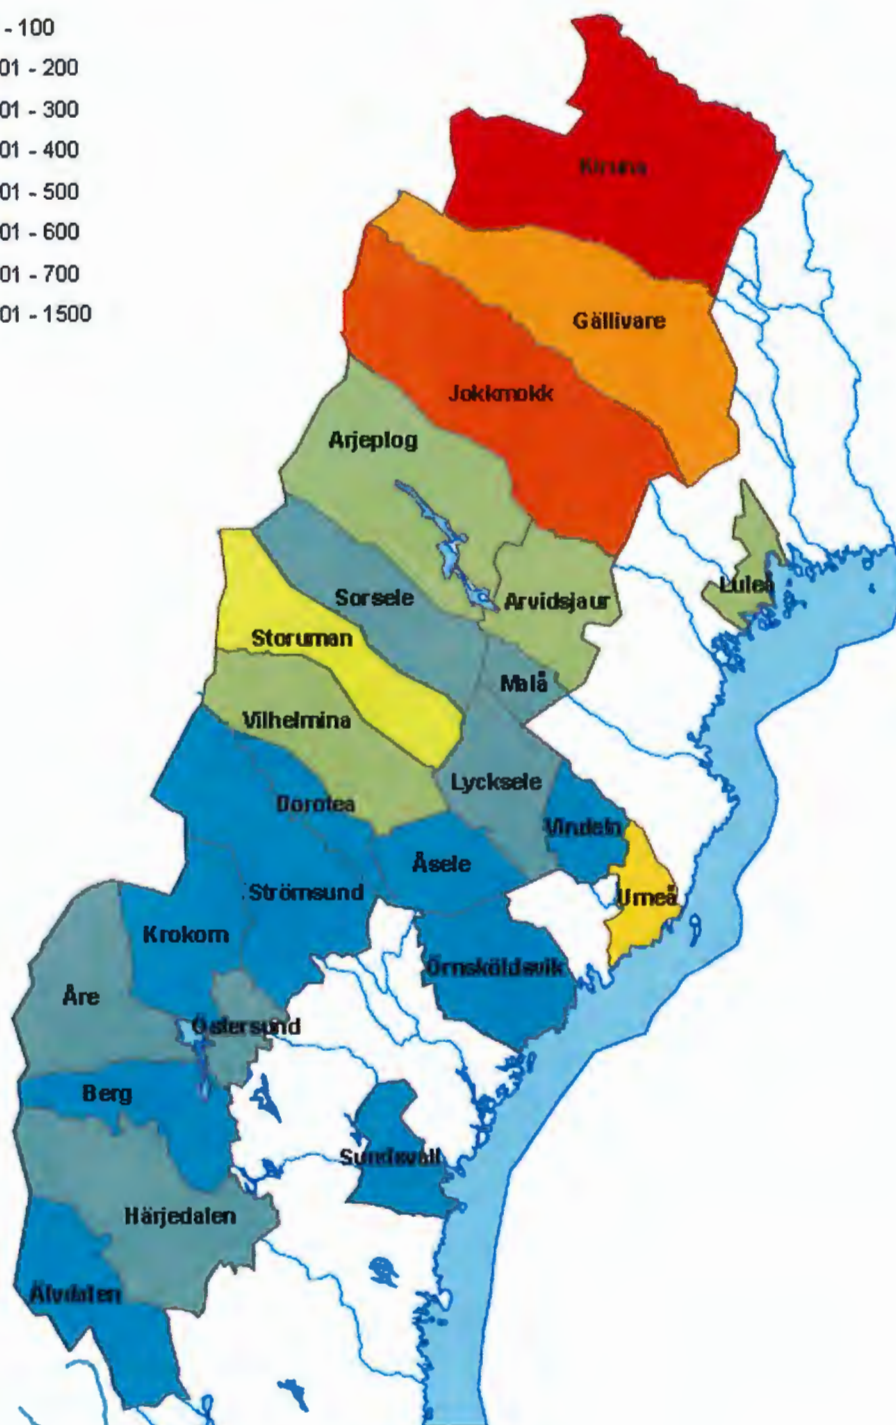 - 100
01 - 200
01 - 300
01 - 400
01 - 500
01 - 600
01 - 700
01 - 1500
Kiruna
Gällivare
Jokkmokk
Arjeplog
Luleå
Sorsele
Arvidsjaur
Storuman
Malå
Vilhelmina
Lycksele
Dorotea
Vindeln
Åsele
Strömsund
Umeå
Krokom
Örnsköldsvik
Åre
Östersund
Berg
Sundsvall
Härjedalen
Älvdalen